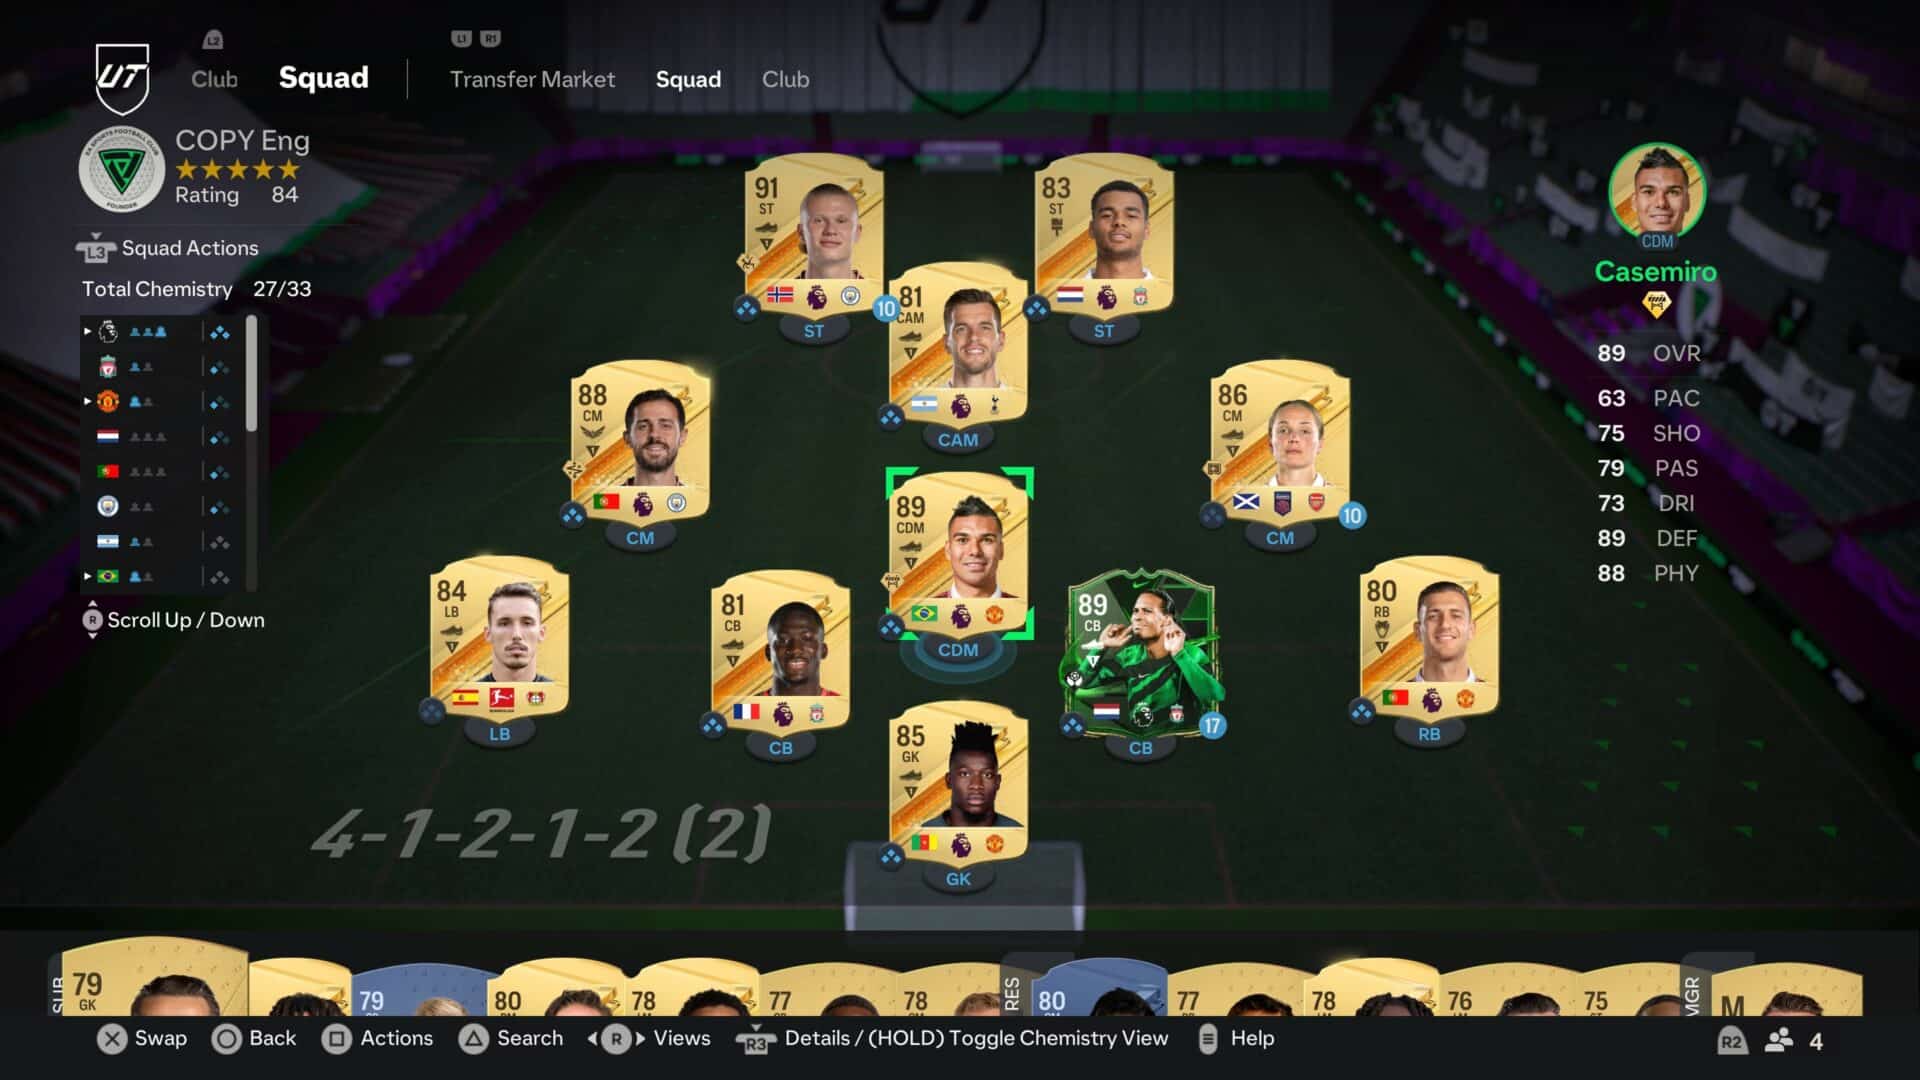 L2
L1 R1
UT
Club Squad Transfer Market Squad Club
COPY Eng
Rating 84
L3 Squad Actions
Total Chemistry 27/33
R Scroll Up / Down
91
ST
ST
83
ST
ST
10
81
CAM
CAM
88
CM
CM
86
CM
10
CM
89
CDM
CDM
84
LB
LB
81
CB
CB
89
CB
17
CB
80
RB
RB
85
GK
GK
4-1-2-1-2 (2)
CDM
Casemiro
89 OVR
63 PAC
75 SHO
79 PAS
73 DRI
89 DEF
88 PHY
SUB
79
GK
79
80
78
77
78
RES
80
77
78
76
75
MGR
M
Swap Back Actions Search R Views R3 Details / (HOLD) Toggle Chemistry View Help
R2 4